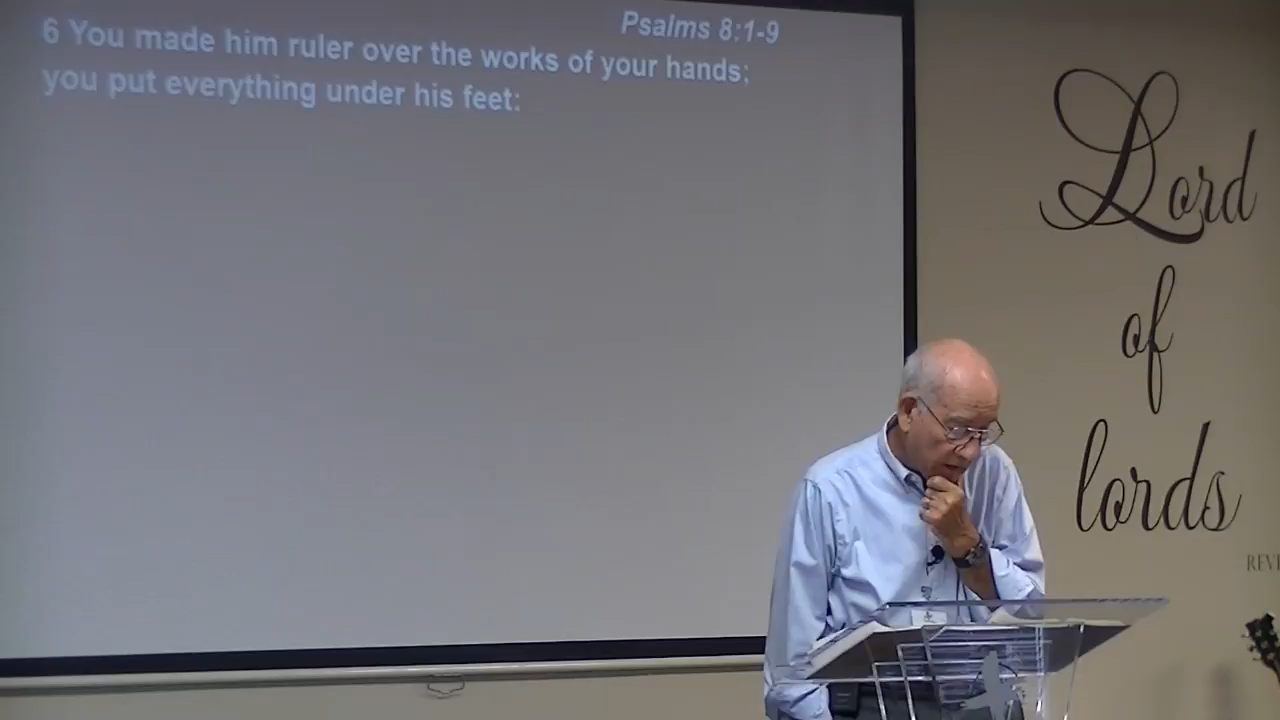 Psalms 8:1-9
6 You made him ruler over the works of your hands;
you put everything under his feet:
Lord
of
lords